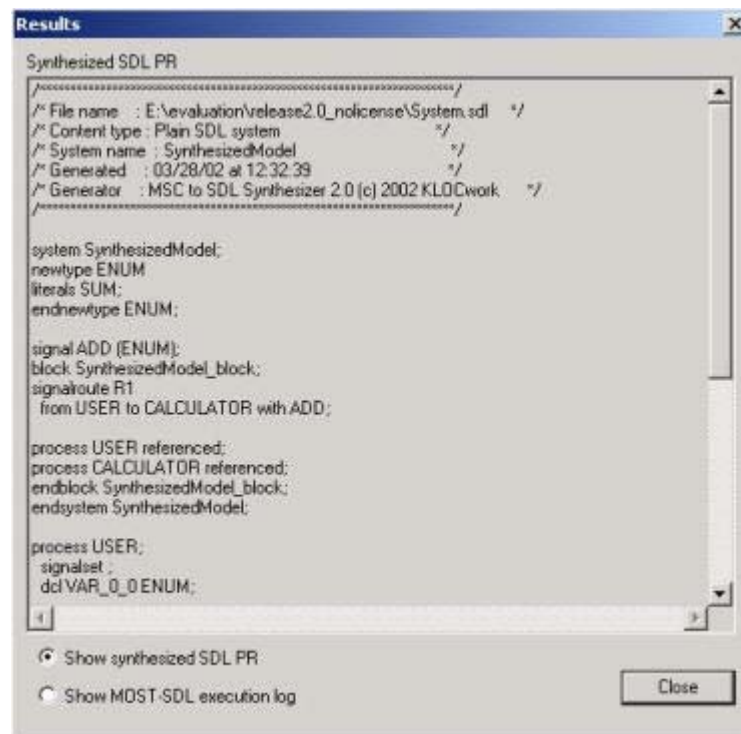 Results
Synthesized SDL PR
/*********************************************************************/
/* File name : E:\evaluation\release2.0_nolicense\System.sdl */
/* Content type : Plain SDL system */
/* System name : SynthesizedModel */
/* Generated : 03/28/02 at 12:32:39 */
/* Generator : MSC to SDL Synthesizer 2.0 (c) 2002 KLOCwork */
/*********************************************************************/
system SynthesizedModel;
newtype ENUM
literals SUM;
endnewtype ENUM;
signal ADD (ENUM);
block SynthesizedModel_block;
signalroute R1
from USER to CALCULATOR with ADD;
process USER referenced;
process CALCULATOR referenced;
endblock SynthesizedModel_block;
endsystem SynthesizedModel;
process USER;
signalset ;
dcl VAR_0_0 ENUM;
Show synthesized SDL PR
Show MOST-SDL execution log
Close